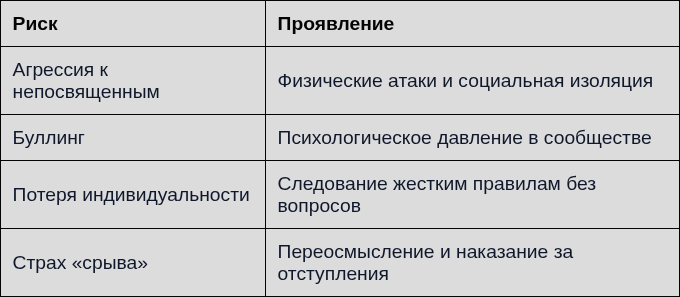 Риск
Проявление
Агрессия к
непосвященным
Физические атаки и социальная изоляция
Буллинг
Психологическое давление в сообществе
Потеря индивидуальности
Следование жестким правилам без
вопросов
Страх «срыва»
Переосмысление и наказание за
отступления